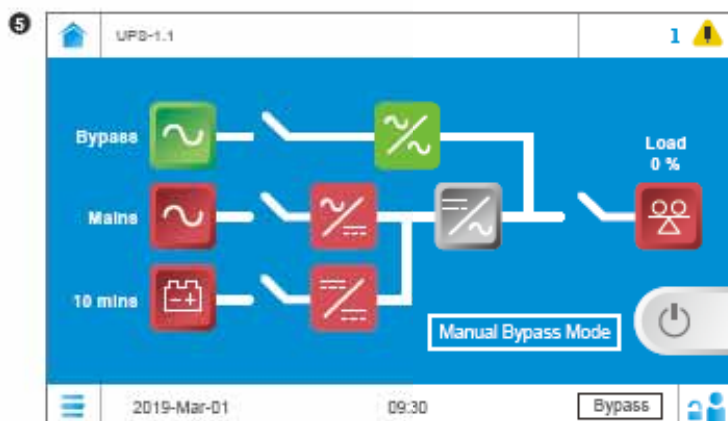 5
UPS-1.1
1
Bypass
Load
0 %
Mains
10 mins
Manual Bypass Mode
2019-Mar-01
09:30
Bypass